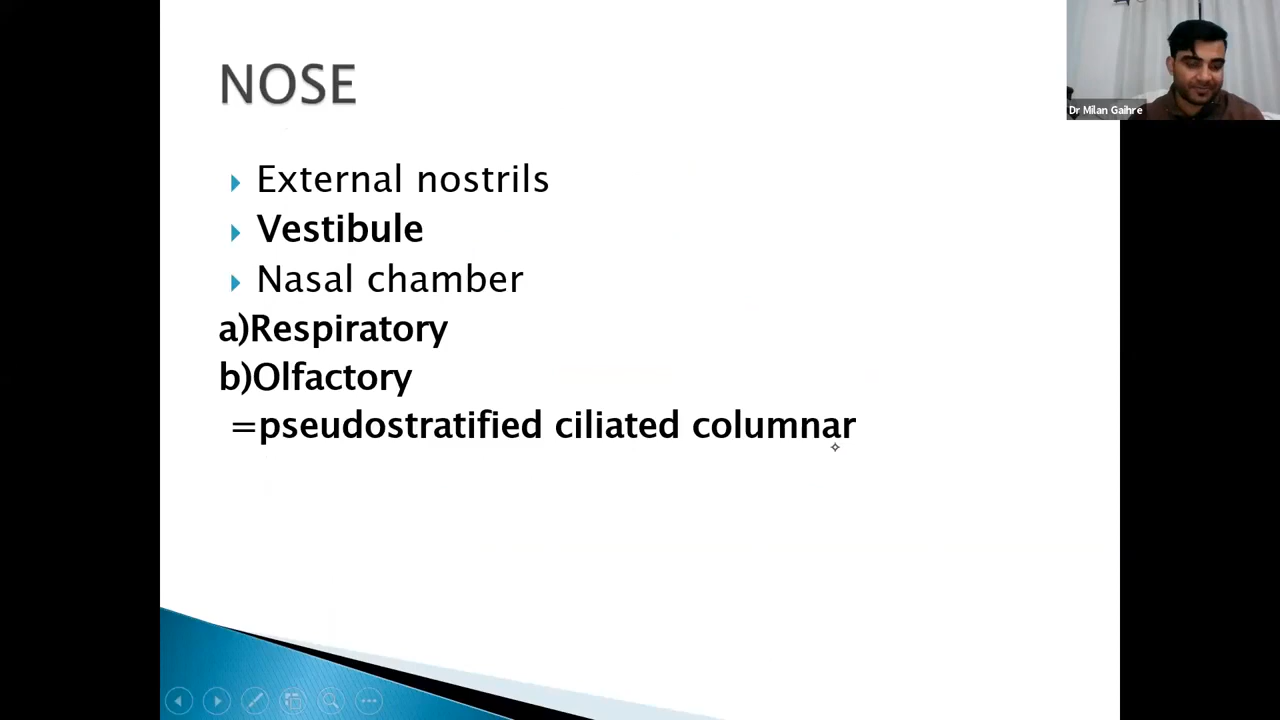 NOSE
Dr Milan Gaihre
External nostrils
Vestibule
Nasal chamber
a)Respiratory
b)Olfactory
=pseudostratified ciliated columnar